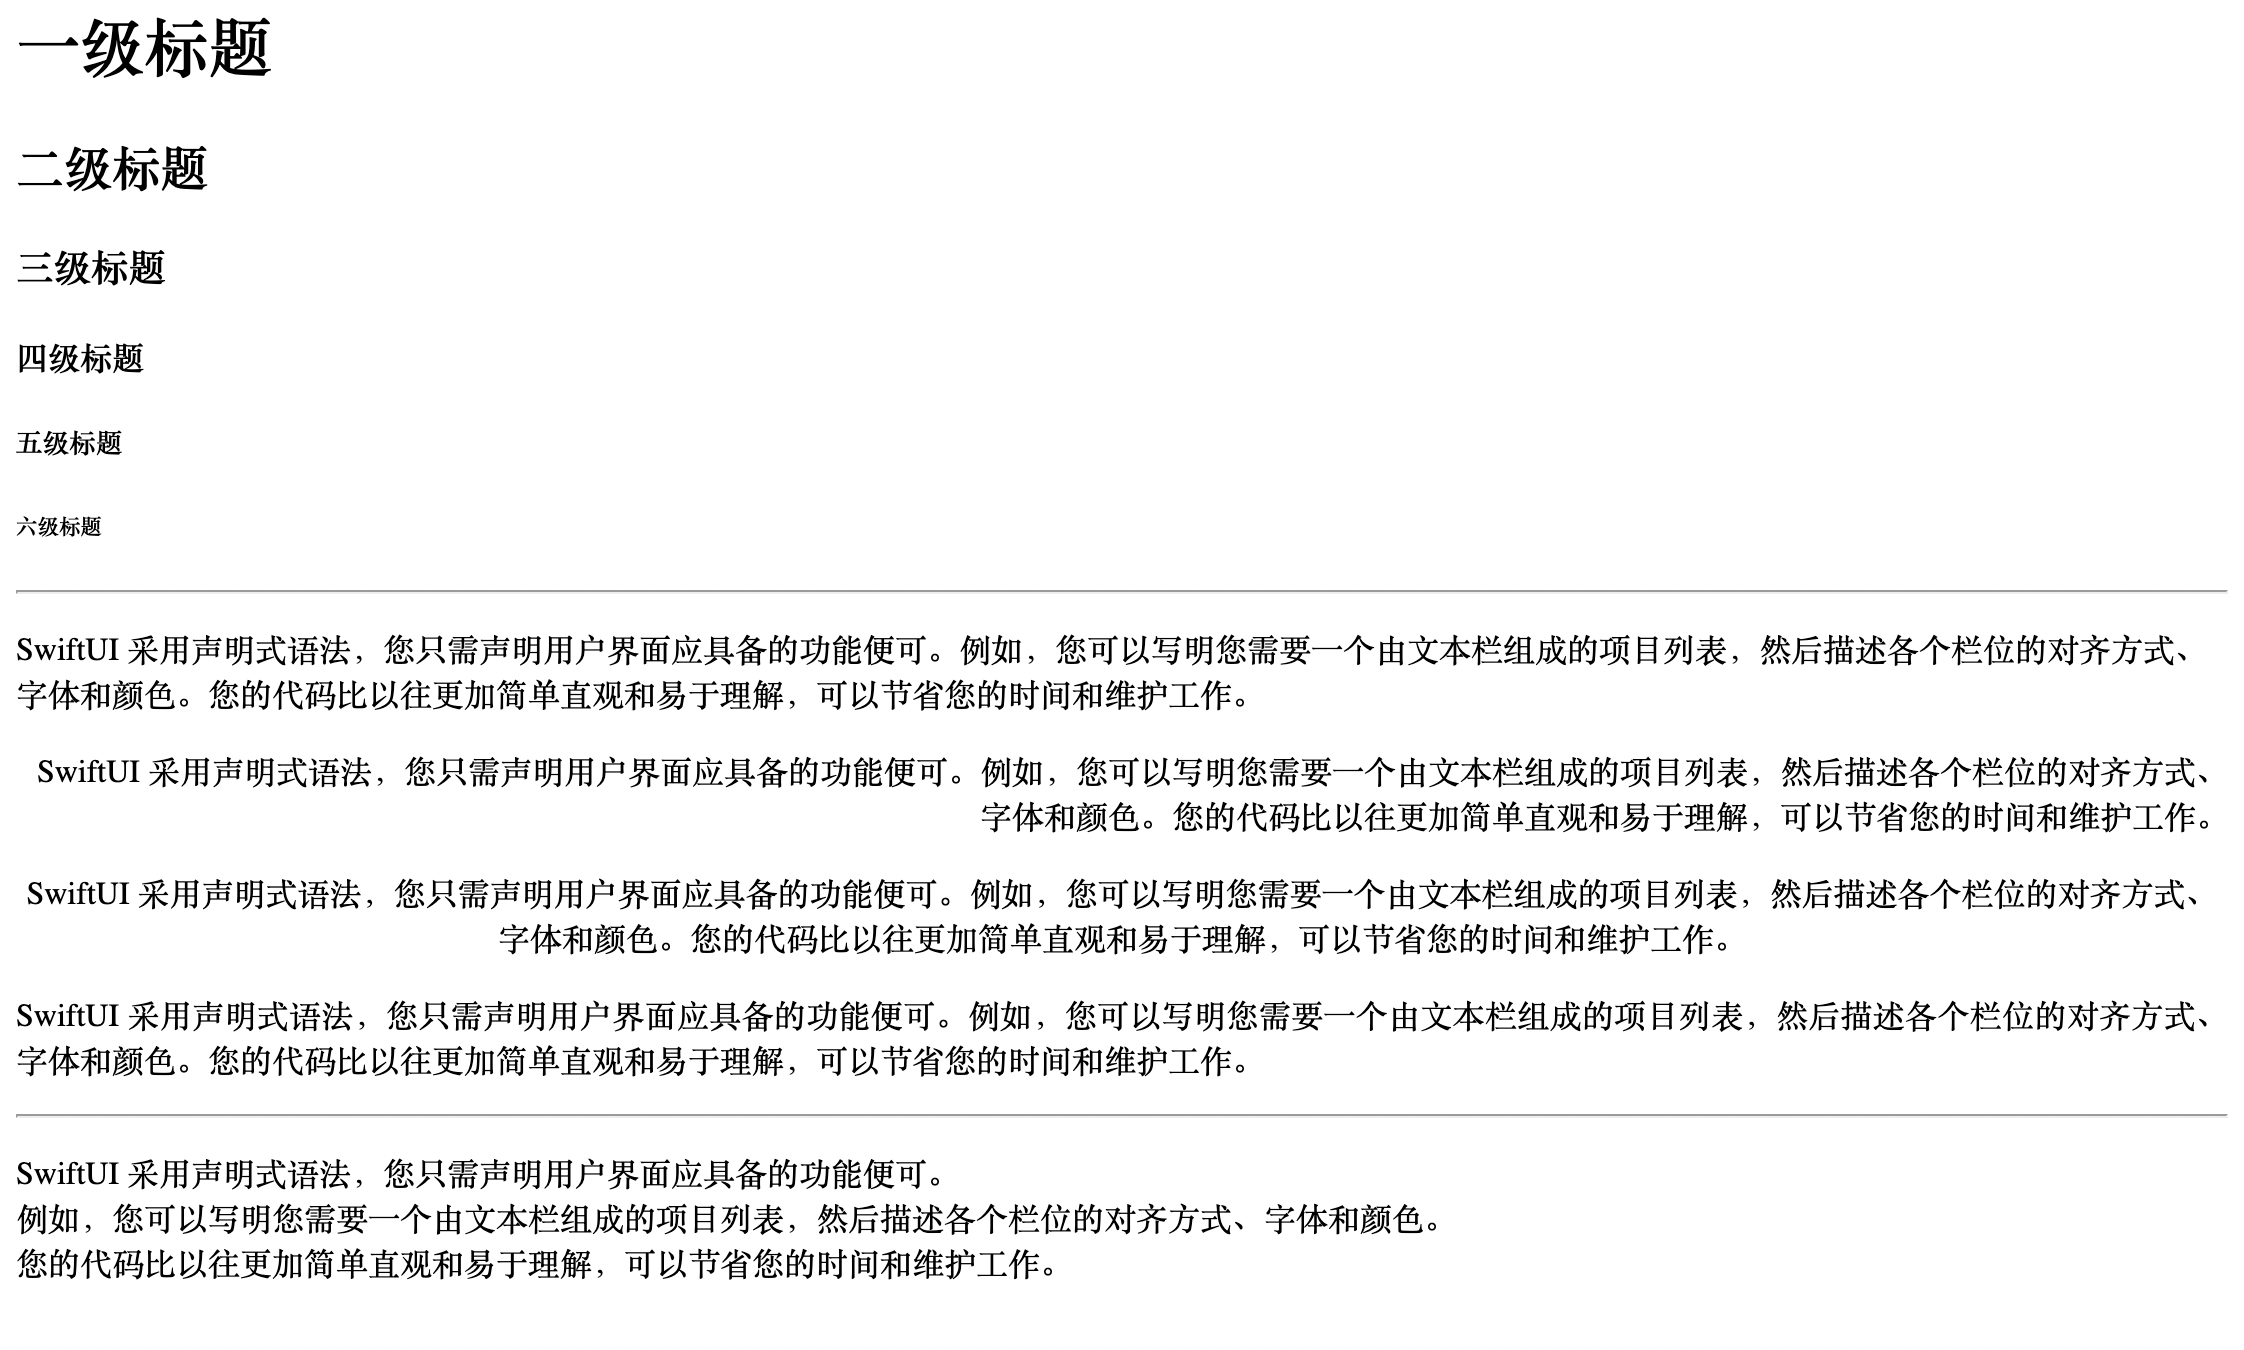 一级标题
二级标题
三级标题
四级标题
五级标题
六级标题
SwiftUI 采用声明式语法，您只需声明用户界面应具备的功能便可。例如，您可以写明您需要一个由文本栏组成的项目列表，然后描述各个栏位的对齐方式、
字体和颜色。您的代码比以往更加简单直观和易于理解，可以节省您的时间和维护工作。
SwiftUI 采用声明式语法，您只需声明用户界面应具备的功能便可。例如，您可以写明您需要一个由文本栏组成的项目列表，然后描述各个栏位的对齐方式、
字体和颜色。您的代码比以往更加简单直观和易于理解，可以节省您的时间和维护工作。
SwiftUI 采用声明式语法，您只需声明用户界面应具备的功能便可。例如，您可以写明您需要一个由文本栏组成的项目列表，然后描述各个栏位的对齐方式、
字体和颜色。您的代码比以往更加简单直观和易于理解，可以节省您的时间和维护工作。
SwiftUI 采用声明式语法，您只需声明用户界面应具备的功能便可。例如，您可以写明您需要一个由文本栏组成的项目列表，然后描述各个栏位的对齐方式、
字体和颜色。您的代码比以往更加简单直观和易于理解，可以节省您的时间和维护工作。
SwiftUI 采用声明式语法，您只需声明用户界面应具备的功能便可。
例如，您可以写明您需要一个由文本栏组成的项目列表，然后描述各个栏位的对齐方式、字体和颜色。
您的代码比以往更加简单直观和易于理解，可以节省您的时间和维护工作。